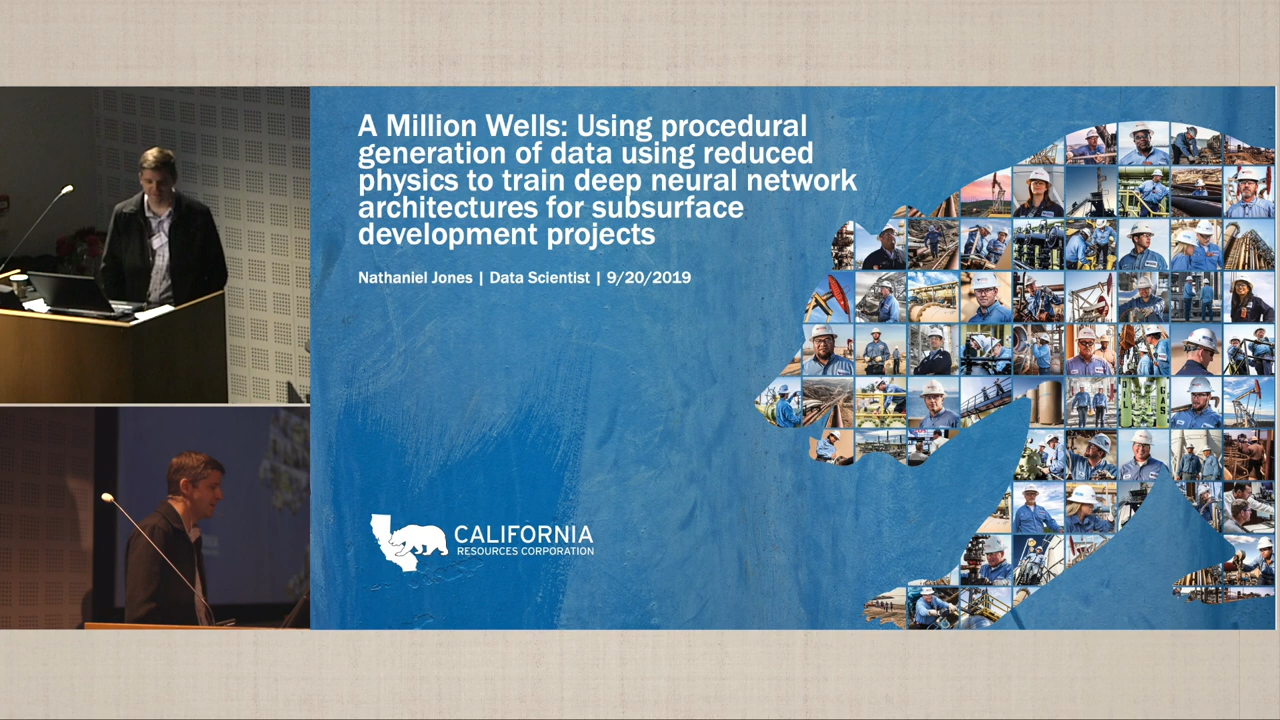 A Million Wells: Using procedural
generation of data using reduced
physics to train deep neural network
architectures for subsurface
development projects
Nathaniel Jones | Data Scientist | 9/20/2019
CALIFORNIA
RESOURCES CORPORATION